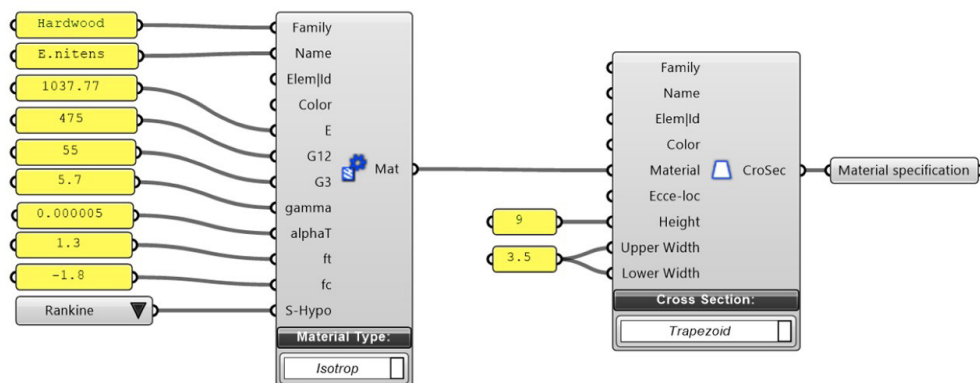 Hardwood
E.nitens
1037.77
475
55
5.7
0.000005
1.3
-1.8
Rankine
Family
Name
Elem|Id
Color
E
G12
G3
gamma
alphaT
ft
fc
S-Hypo
Mat
Material Type:
Isotrop
9
3.5
Family
Name
Elem|Id
Color
Material
Ecce-loc
Height
Upper Width
Lower Width
CroSec
Cross Section:
Trapezoid
Material specification